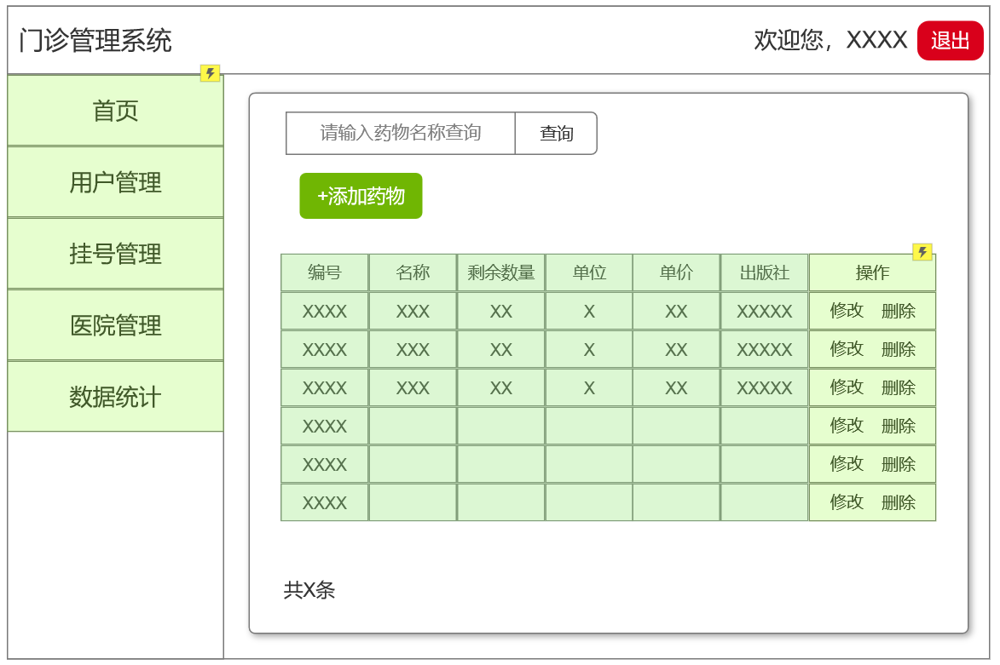 门诊管理系统
欢迎您，XXXX 退出
首页
用户管理
挂号管理
医院管理
数据统计
请输入药物名称查询 查询
+添加药物
编号 名称 剩余数量 单位 单价 出版社 操作
XXXX XXX XX X XX XXXXX 修改 删除
XXXX XXX XX X XX XXXXX 修改 删除
XXXX XXX XX X XX XXXXX 修改 删除
XXXX 修改 删除
XXXX 修改 删除
XXXX 修改 删除
共X条